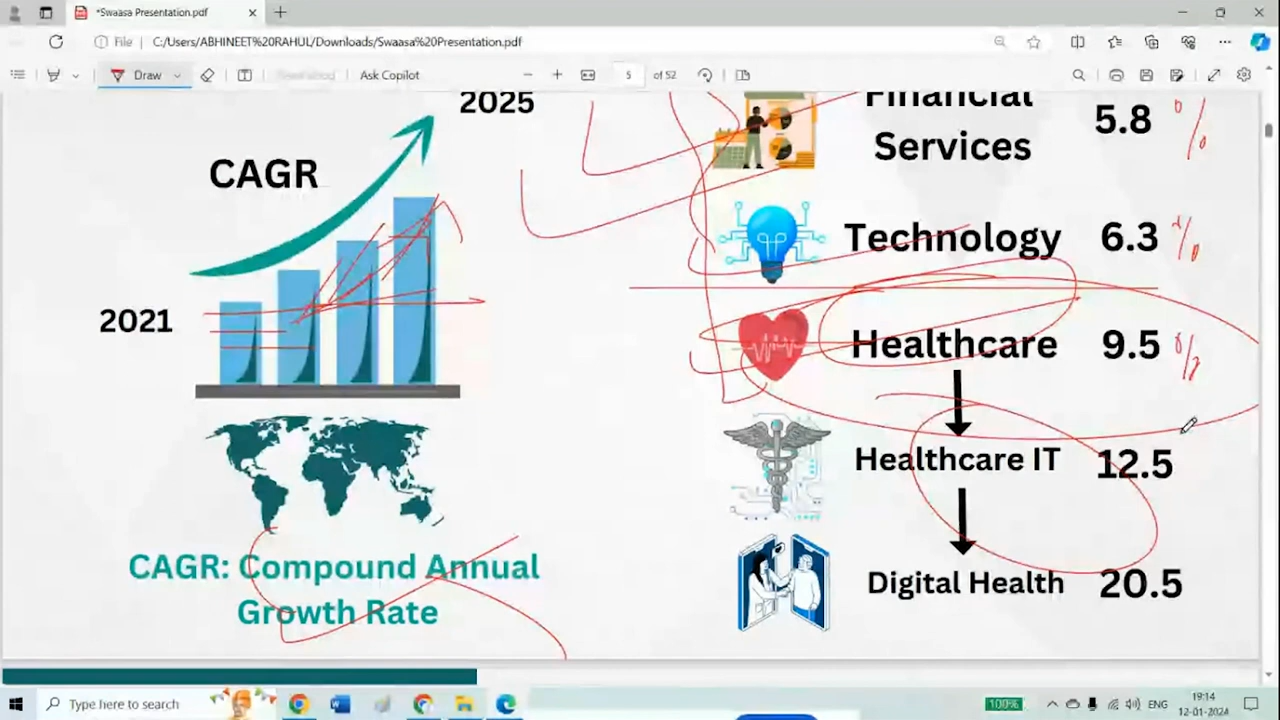 *Swaasa Presentation.pdf
File
C:/Users/ABHINEET%20RAHUL/Downloads/Swaasa%20Presentation.pdf
Draw
Read aloud
Ask Copilot
5
of 52
2025
CAGR
2021
CAGR: Compound Annual
Growth Rate
Financial
Services
5.8 %
Technology
6.3 %
Healthcare
9.5 %
Healthcare IT
12.5
Digital Health
20.5
Type here to search
100%
ENG
19:14
12-01-2024